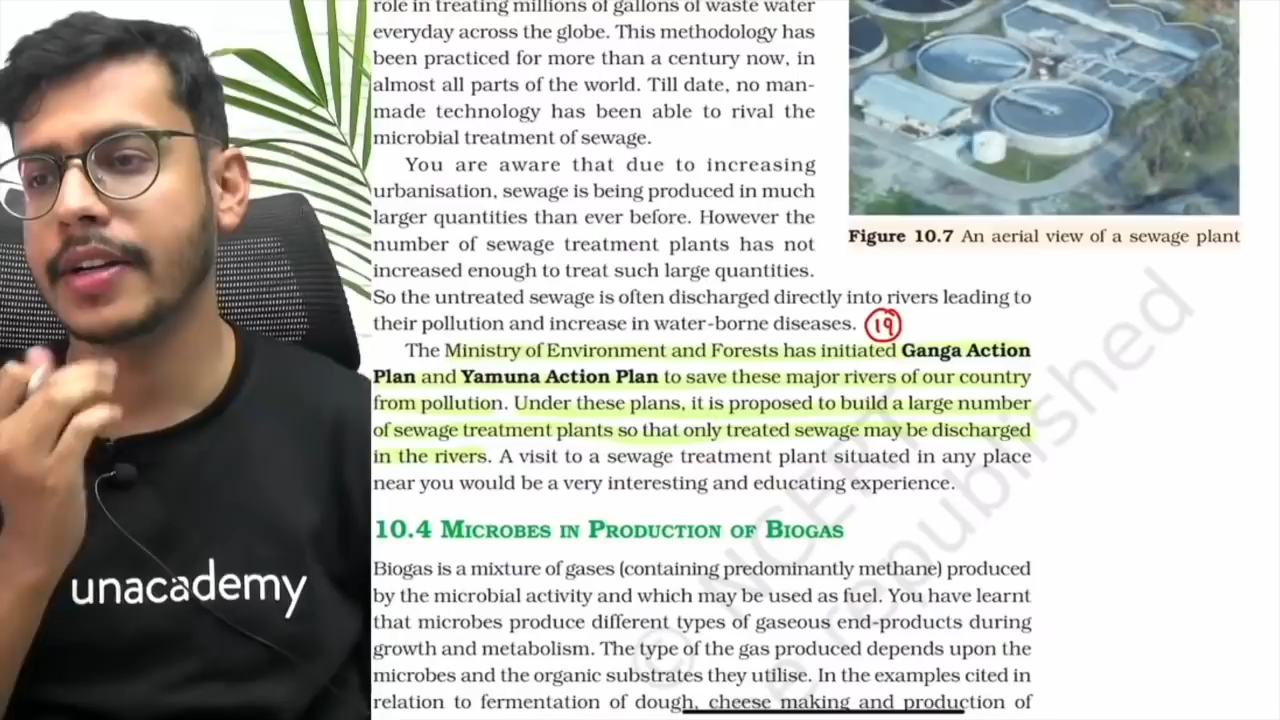 role in treating millions of gallons of waste water
everyday across the globe. This methodology has
been practiced for more than a century now, in
almost all parts of the world. Till date, no man-
made technology has been able to rival the
microbial treatment of sewage.
You are aware that due to increasing
urbanisation, sewage is being produced in much
larger quantities than ever before. However the
number of sewage treatment plants has not
increased enough to treat such large quantities.
So the untreated sewage is often discharged directly into rivers leading to
their pollution and increase in water-borne diseases. 19
The Ministry of Environment and Forests has initiated Ganga Action
Plan and Yamuna Action Plan to save these major rivers of our country
from pollution. Under these plans, it is proposed to build a large number
of sewage treatment plants so that only treated sewage may be discharged
in the rivers. A visit to a sewage treatment plant situated in any place
near you would be a very interesting and educating experience.
10.4 MICROBES IN PRODUCTION OF BIOGAS
Biogas is a mixture of gases (containing predominantly methane) produced
by the microbial activity and which may be used as fuel. You have learnt
that microbes produce different types of gaseous end-products during
growth and metabolism. The type of the gas produced depends upon the
microbes and the organic substrates they utilise. In the examples cited in
relation to fermentation of dough, cheese making and production of
Figure 10.7 An aerial view of a sewage plant
© NCERT
republished
unacademy